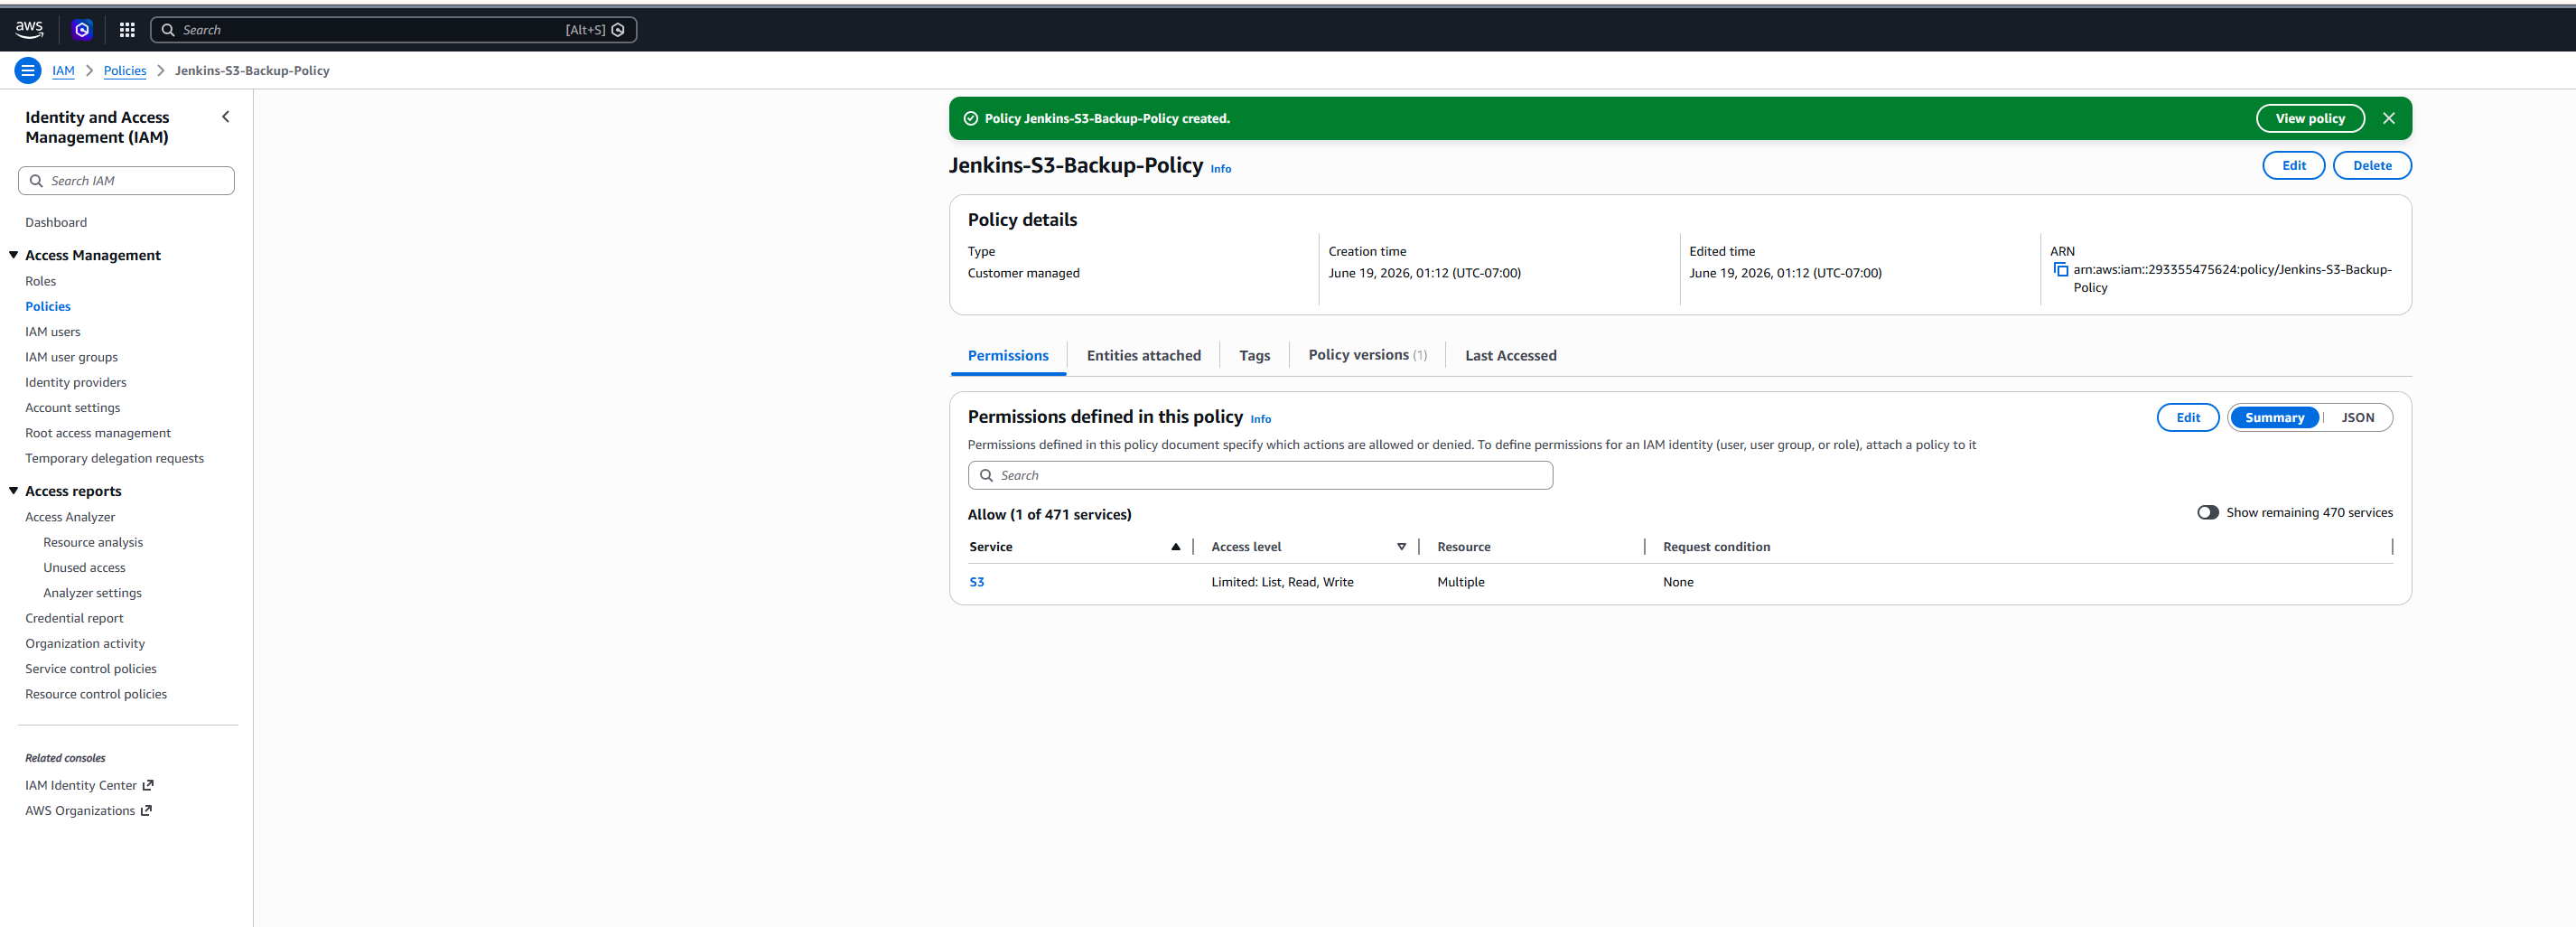 aws
Search [Alt+S]
IAM > Policies > Jenkins-S3-Backup-Policy
Identity and Access
Management (IAM)
Search IAM
Dashboard
Access Management
Roles
Policies
IAM users
IAM user groups
Identity providers
Account settings
Root access management
Temporary delegation requests
Access reports
Access Analyzer
Resource analysis
Unused access
Analyzer settings
Credential report
Organization activity
Service control policies
Resource control policies
Related consoles
IAM Identity Center
AWS Organizations
Policy Jenkins-S3-Backup-Policy created.
View policy
Jenkins-S3-Backup-Policy Info
Edit Delete
Policy details
Type
Customer managed
Creation time
June 19, 2026, 01:12 (UTC-07:00)
Edited time
June 19, 2026, 01:12 (UTC-07:00)
ARN
arn:aws:iam::293355475624:policy/Jenkins-S3-Backup-
Policy
Permissions Entities attached Tags Policy versions (1) Last Accessed
Permissions defined in this policy Info
Edit Summary JSON
Permissions defined in this policy document specify which actions are allowed or denied. To define permissions for an IAM identity (user, user group, or role), attach a policy to it
Search
Allow (1 of 471 services)
Show remaining 470 services
Service Access level Resource Request condition
S3 Limited: List, Read, Write Multiple None